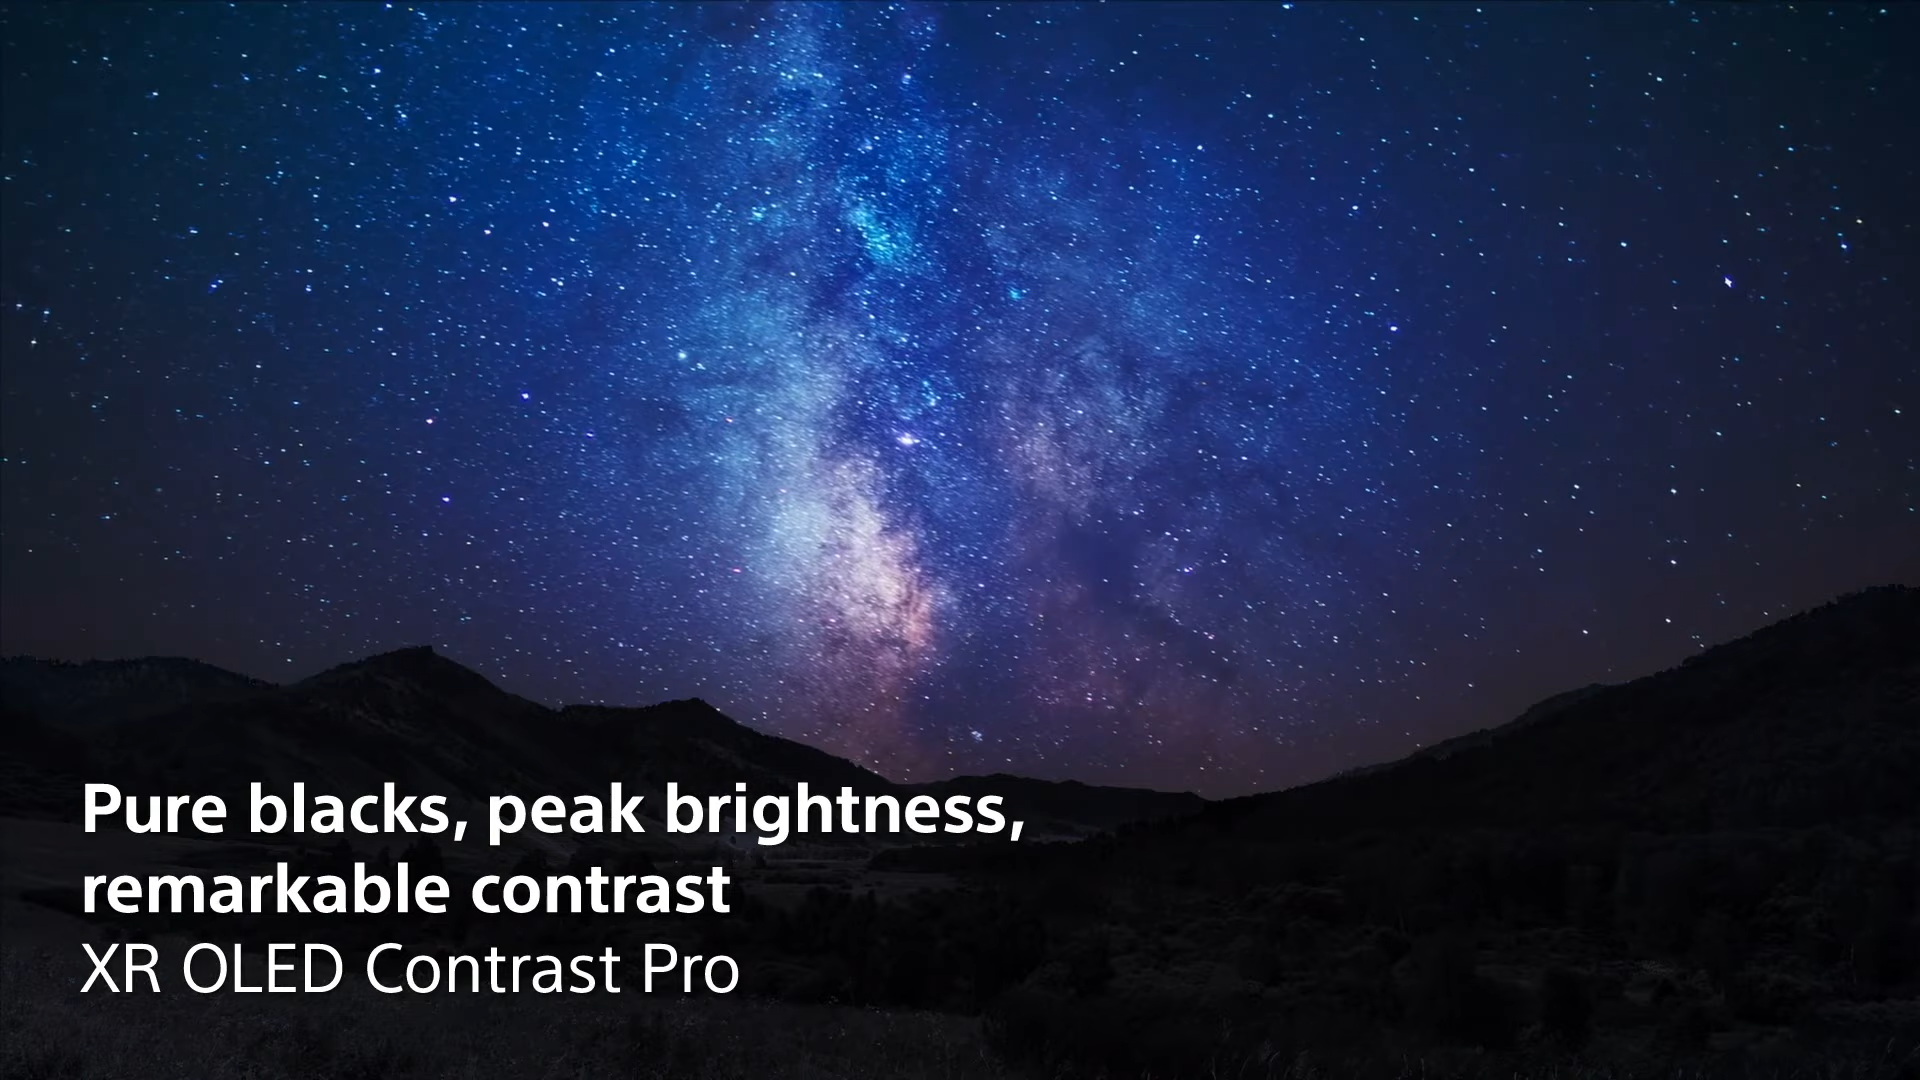 Pure blacks, peak brightness,
remarkable contrast
XR OLED Contrast Pro